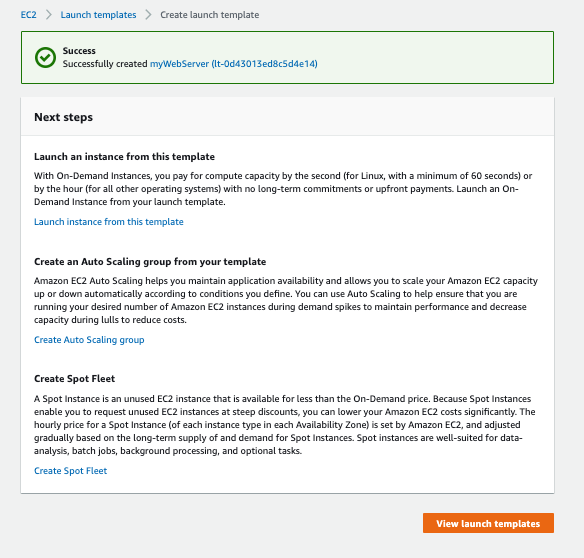 EC2 > Launch templates > Create launch template
Success
Successfully created myWebServer (lt-0d43013ed8c5d4e14)
Next steps
Launch an instance from this template
With On-Demand Instances, you pay for compute capacity by the second (for Linux, with a minimum of 60 seconds) or
by the hour (for all other operating systems) with no long-term commitments or upfront payments. Launch an On-
Demand Instance from your launch template.
Launch instance from this template
Create an Auto Scaling group from your template
Amazon EC2 Auto Scaling helps you maintain application availability and allows you to scale your Amazon EC2 capacity
up or down automatically according to conditions you define. You can use Auto Scaling to help ensure that you are
running your desired number of Amazon EC2 instances during demand spikes to maintain performance and decrease
capacity during lulls to reduce costs.
Create Auto Scaling group
Create Spot Fleet
A Spot Instance is an unused EC2 instance that is available for less than the On-Demand price. Because Spot Instances
enable you to request unused EC2 instances at steep discounts, you can lower your Amazon EC2 costs significantly. The
hourly price for a Spot Instance (of each instance type in each Availability Zone) is set by Amazon EC2, and adjusted
gradually based on the long-term supply of and demand for Spot Instances. Spot instances are well-suited for data-
analysis, batch jobs, background processing, and optional tasks.
Create Spot Fleet
View launch templates